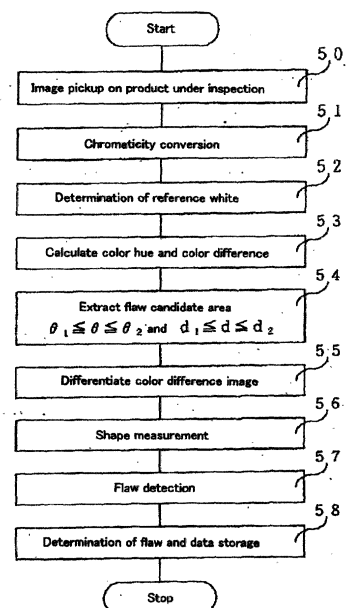 Start
50
Image pickup on product under inspection
51
Chrometicity conversion
52
Determination of reference white
53
Calculate color hue and color difference
54
Extract flaw candidate area
θ₁≦θ≦θ₂ and d₁≦d≦d₂
55
Differentiate color difference image
56
Shape measurement
57
Flaw detection
58
Determination of flaw and data storage
Stop